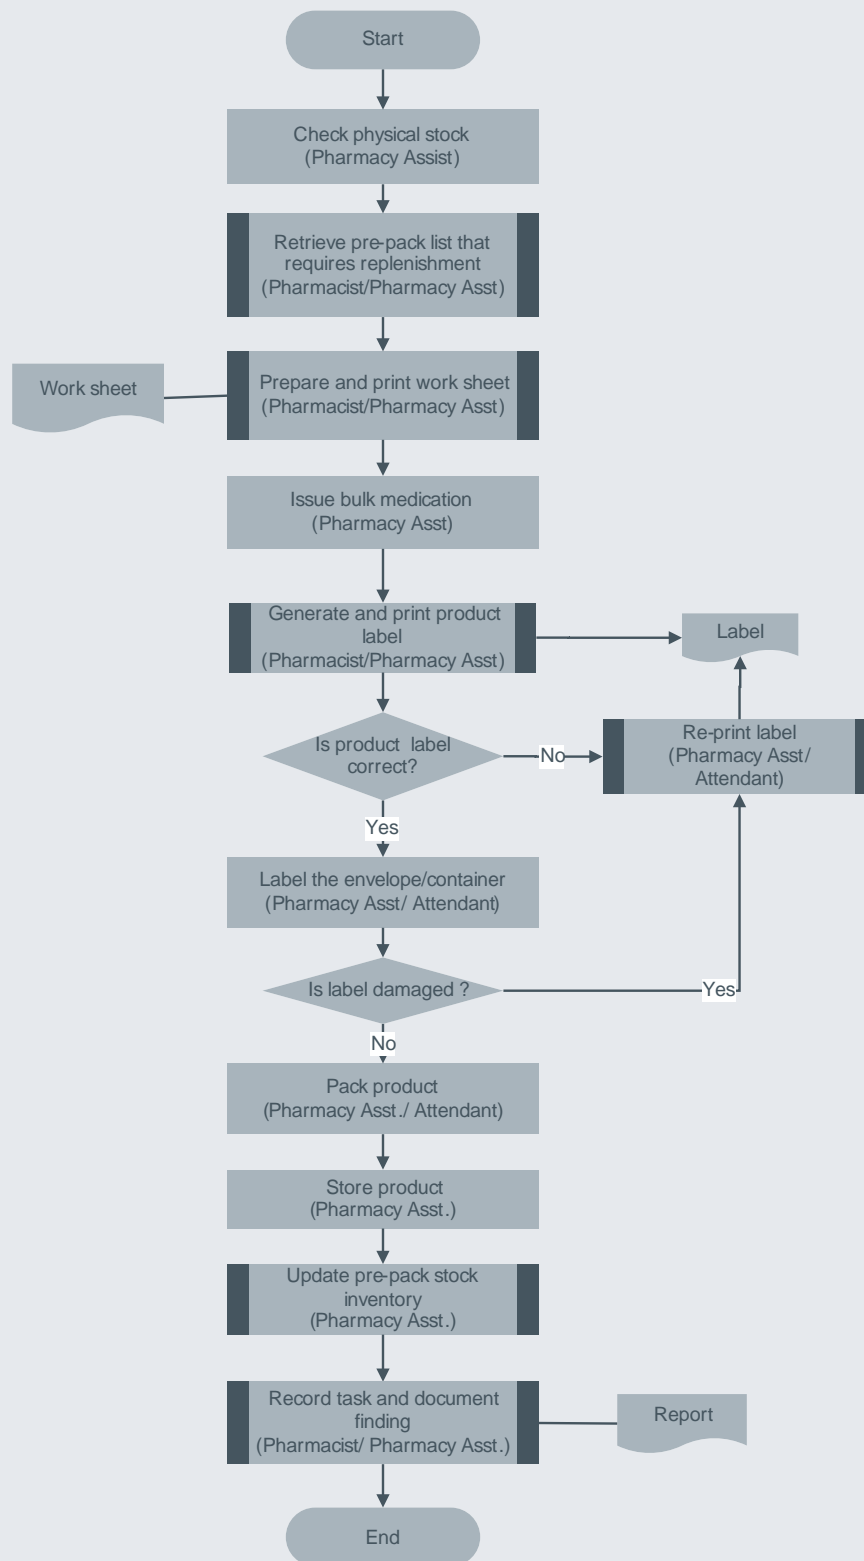 Start
Check physical stock
(Pharmacy Assist)
Retrieve pre-pack list that
requires replenishment
(Pharmacist/Pharmacy Asst)
Work sheet
Prepare and print work sheet
(Pharmacist/Pharmacy Asst)
Issue bulk medication
(Pharmacy Asst)
Generate and print product
label
(Pharmacist/Pharmacy Asst)
Label
Is product label
correct?
No
Re-print label
(Pharmacy Asst/
Attendant)
Yes
Label the envelope/container
(Pharmacy Asst/ Attendant)
Is label damaged ?
Yes
No
Pack product
(Pharmacy Asst./ Attendant)
Store product
(Pharmacy Asst.)
Update pre-pack stock
inventory
(Pharmacy Asst.)
Record task and document
finding
(Pharmacist/ Pharmacy Asst.)
Report
End